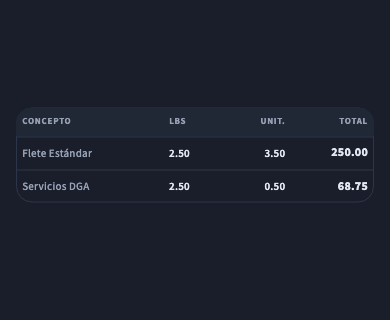 CONCEPTO LBS UNIT. TOTAL
Flete Estándar 2.50 3.50 250.00
Servicios DGA 2.50 0.50 68.75